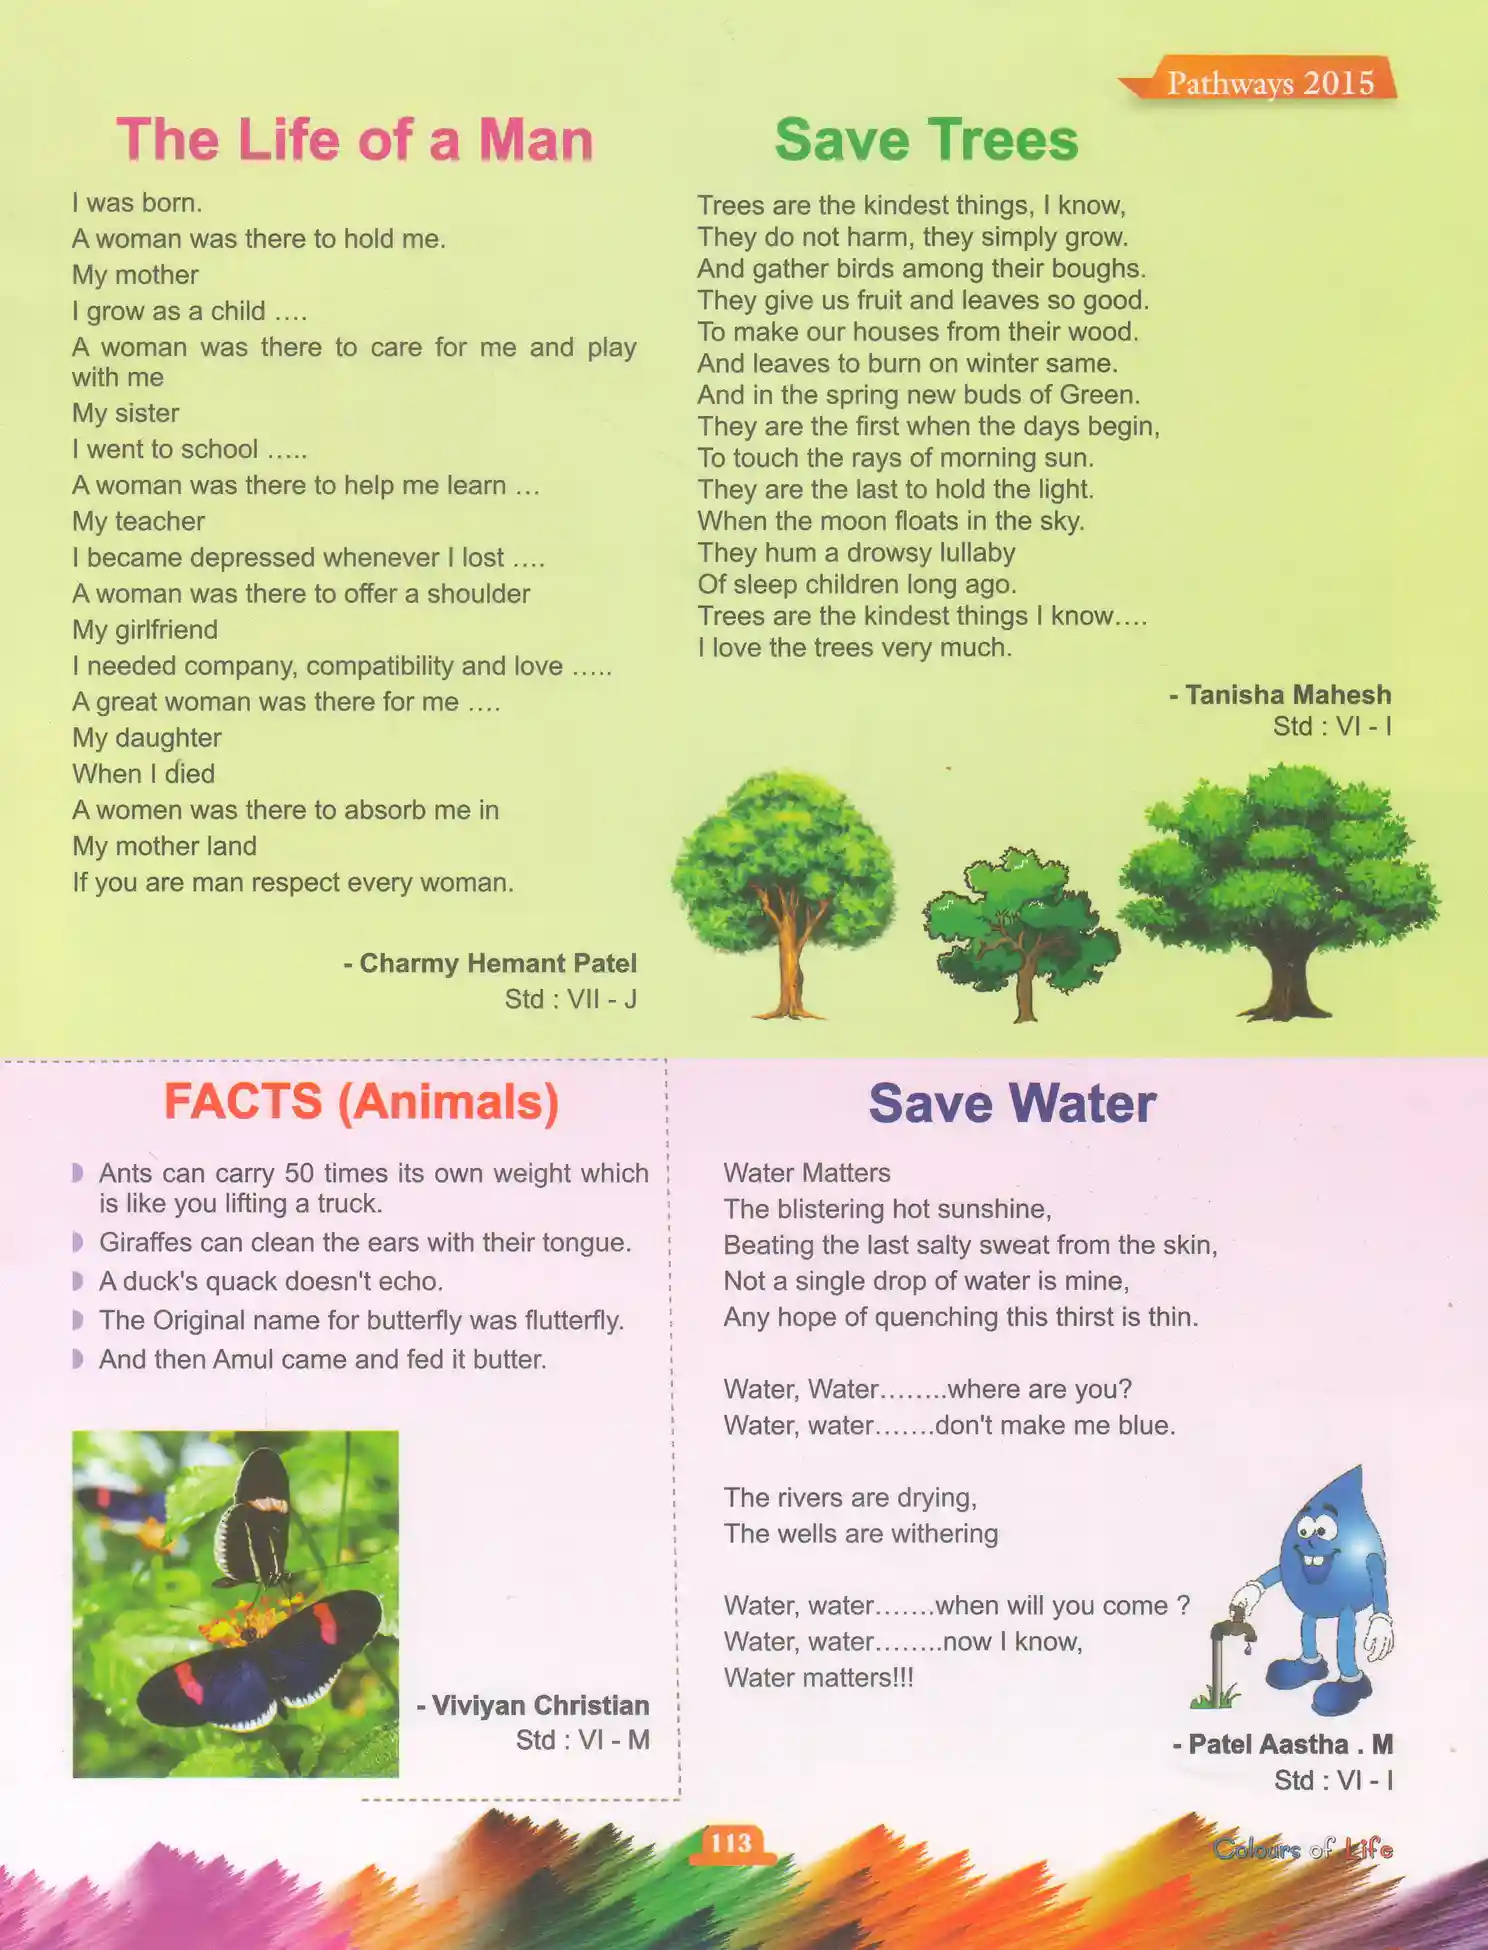 Pathways 2015
The Life of a Man
I was born.
A woman was there to hold me.
My mother
I grow as a child ....
A woman was there to care for me and play
with me
My sister
I went to school .....
A woman was there to help me learn ...
My teacher
I became depressed whenever I lost ....
A woman was there to offer a shoulder
My girlfriend
I needed company, compatibility and love .....
A great woman was there for me ....
My daughter
When I died
A women was there to absorb me in
My mother land
If you are man respect every woman.
- Charmy Hemant Patel
Std : VII - J
Save Trees
Trees are the kindest things, I know,
They do not harm, they simply grow.
And gather birds among their boughs.
They give us fruit and leaves so good.
To make our houses from their wood.
And leaves to burn on winter same.
And in the spring new buds of Green.
They are the first when the days begin,
To touch the rays of morning sun.
They are the last to hold the light.
When the moon floats in the sky.
They hum a drowsy lullaby
Of sleep children long ago.
Trees are the kindest things I know....
I love the trees very much.
- Tanisha Mahesh
Std : VI - I
FACTS (Animals)
Ants can carry 50 times its own weight which
is like you lifting a truck.
Giraffes can clean the ears with their tongue.
A duck's quack doesn't echo.
The Original name for butterfly was flutterfly.
And then Amul came and fed it butter.
- Viviyan Christian
Std : VI - M
Save Water
Water Matters
The blistering hot sunshine,
Beating the last salty sweat from the skin,
Not a single drop of water is mine,
Any hope of quenching this thirst is thin.
Water, Water........where are you?
Water, water.......don't make me blue.
The rivers are drying,
The wells are withering
Water, water.......when will you come ?
Water, water........now I know,
Water matters!!!
- Patel Aastha . M
Std : VI - I
113
Colours of Life